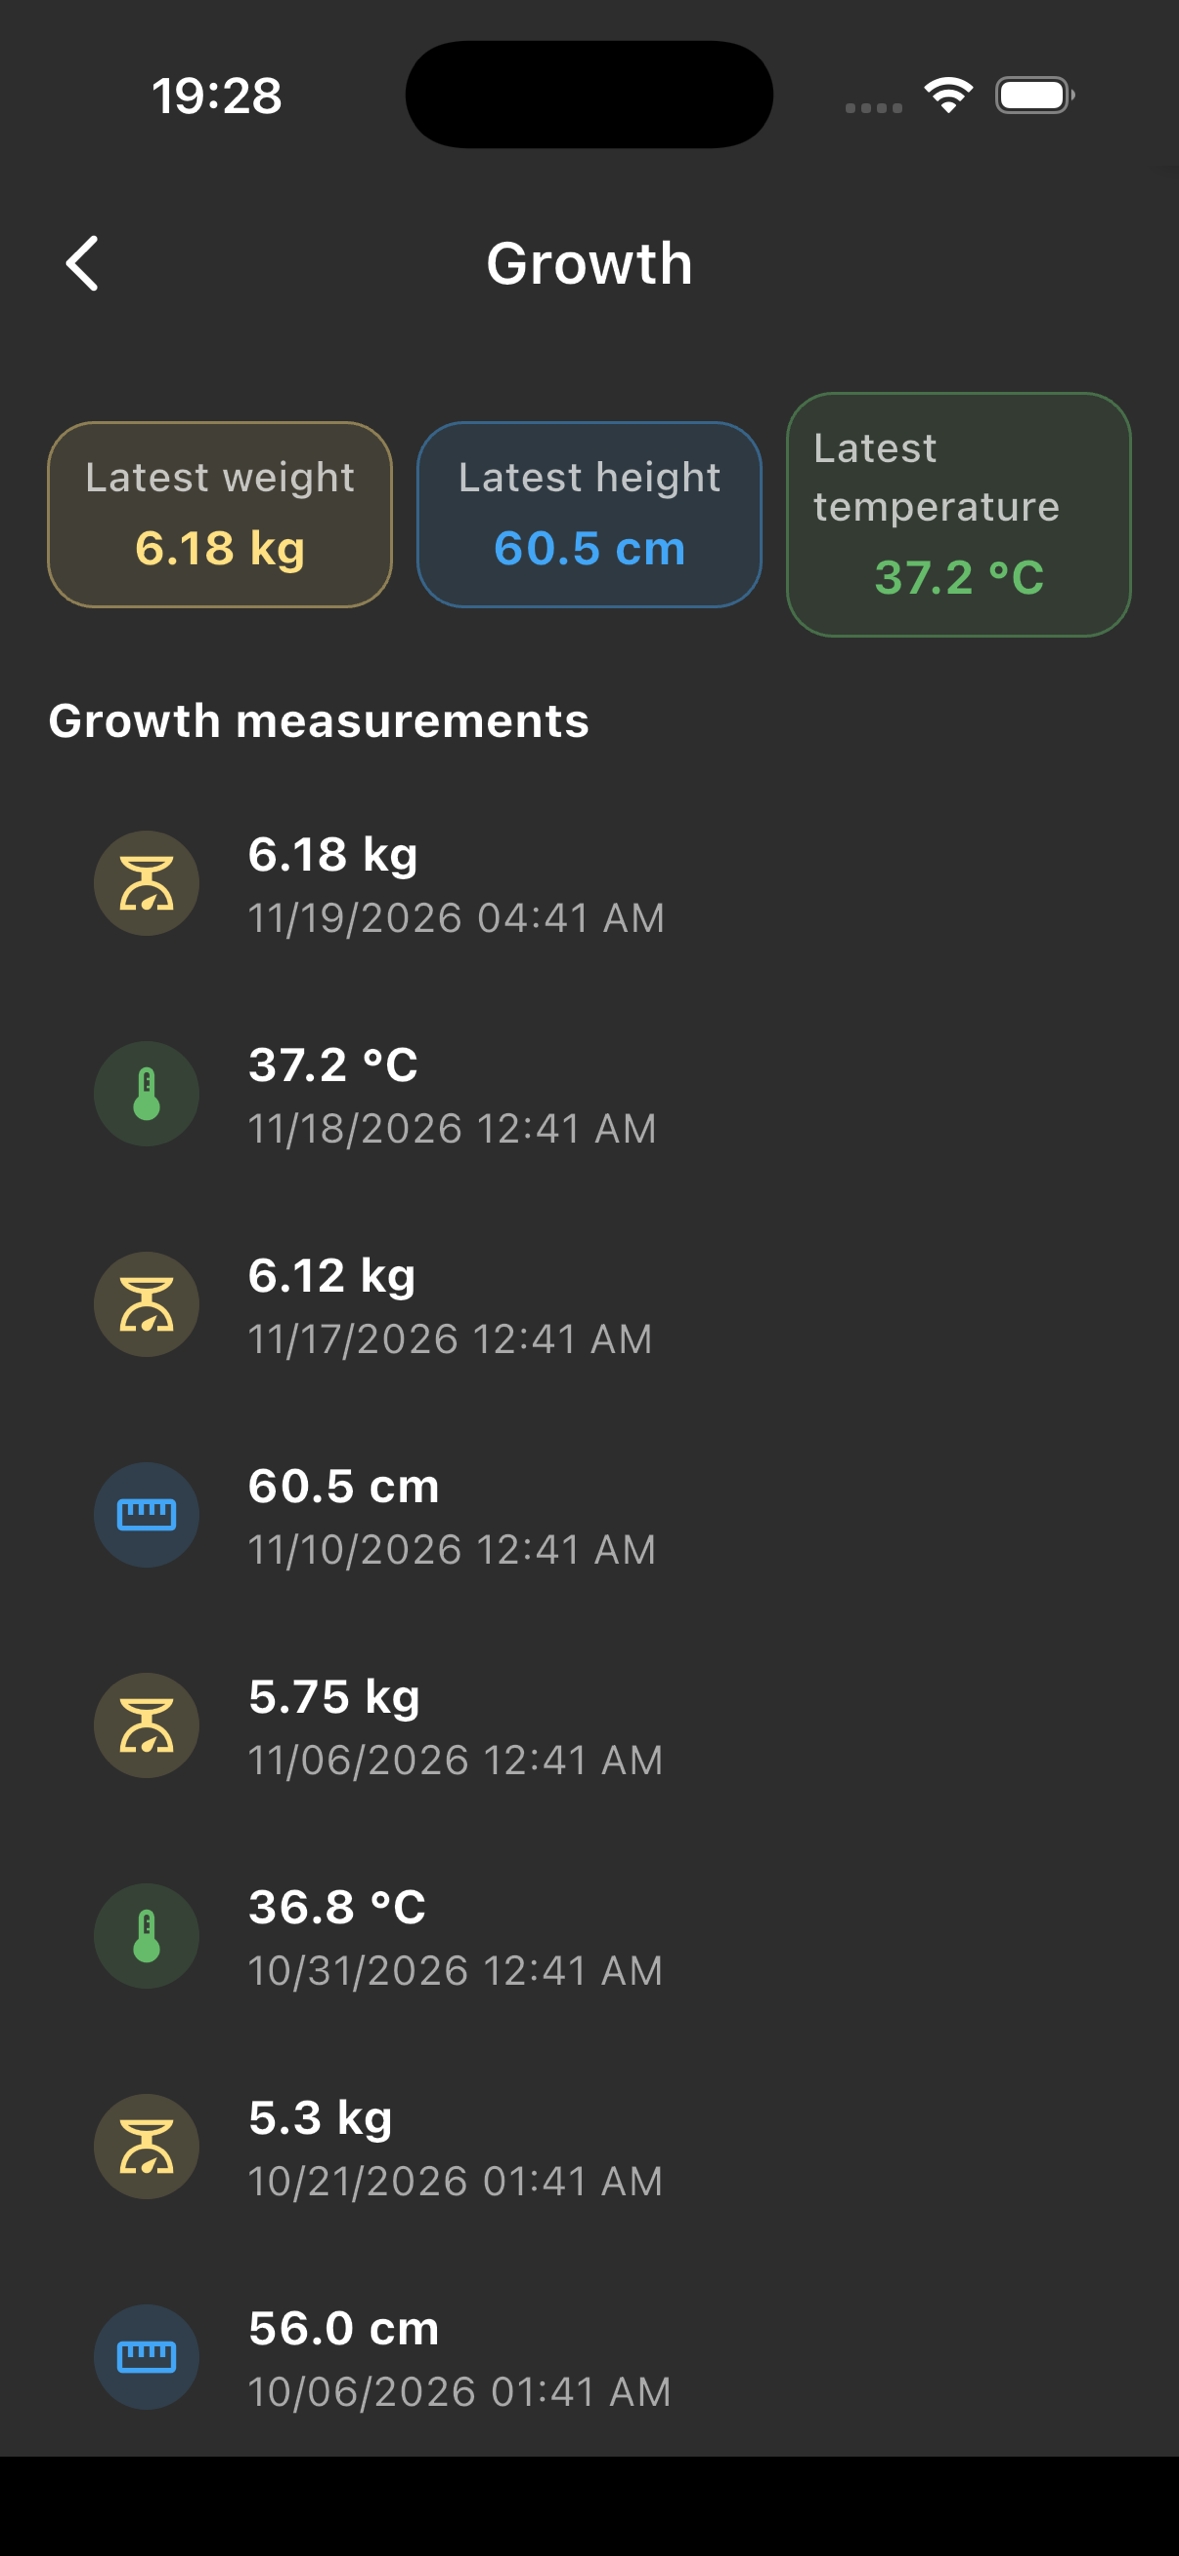 19:28
Growth
Latest weight
6.18 kg
Latest height
60.5 cm
Latest
temperature
37.2 °C
Growth measurements
6.18 kg
11/19/2026 04:41 AM
37.2 °C
11/18/2026 12:41 AM
6.12 kg
11/17/2026 12:41 AM
60.5 cm
11/10/2026 12:41 AM
5.75 kg
11/06/2026 12:41 AM
36.8 °C
10/31/2026 12:41 AM
5.3 kg
10/21/2026 01:41 AM
56.0 cm
10/06/2026 01:41 AM